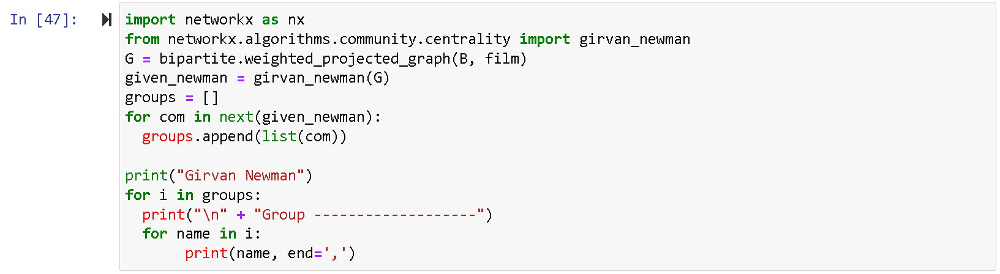 In [47]:
import networkx as nx
from networkx.algorithms.community.centrality import girvan_newman
G = bipartite.weighted_projected_graph(B, film)
given_newman = girvan_newman(G)
groups = []
for com in next(given_newman):
  groups.append(list(com))

print("Girvan Newman")
for i in groups:
  print("\n" + "Group -------------------")
  for name in i:
       print(name, end=',')